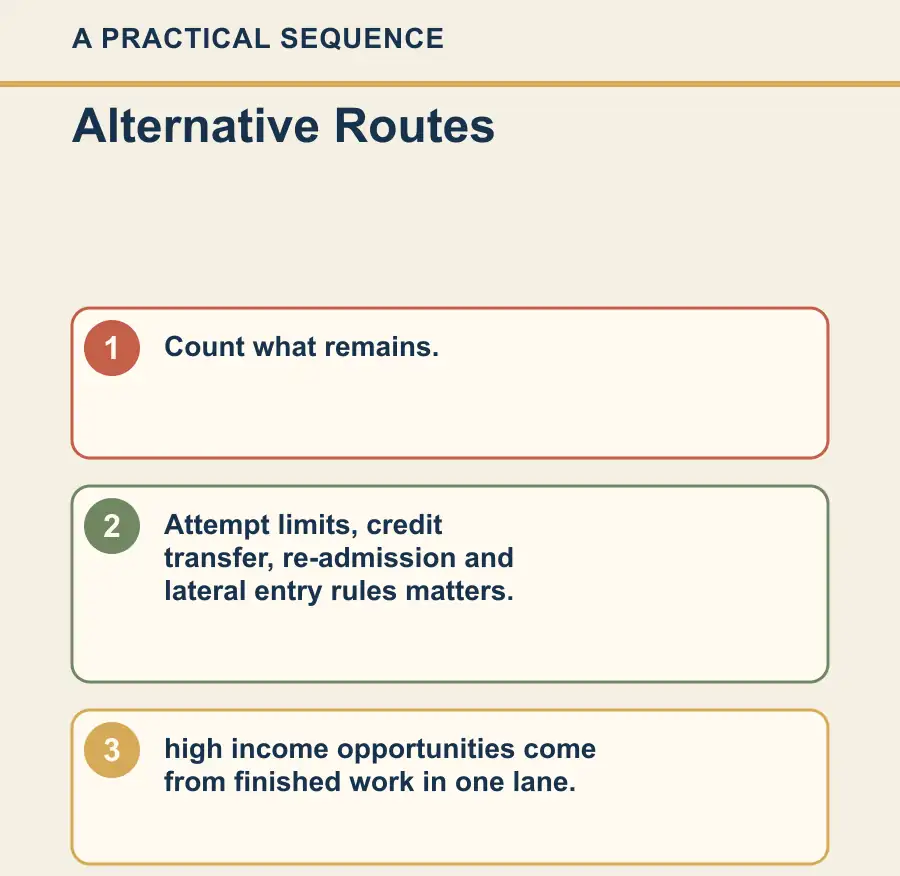 A PRACTICAL SEQUENCE
Alternative Routes
1
Count what remains.
2
Attempt limits, credit
transfer, re-admission and
lateral entry rules matters.
3
high income opportunities come
from finished work in one lane.